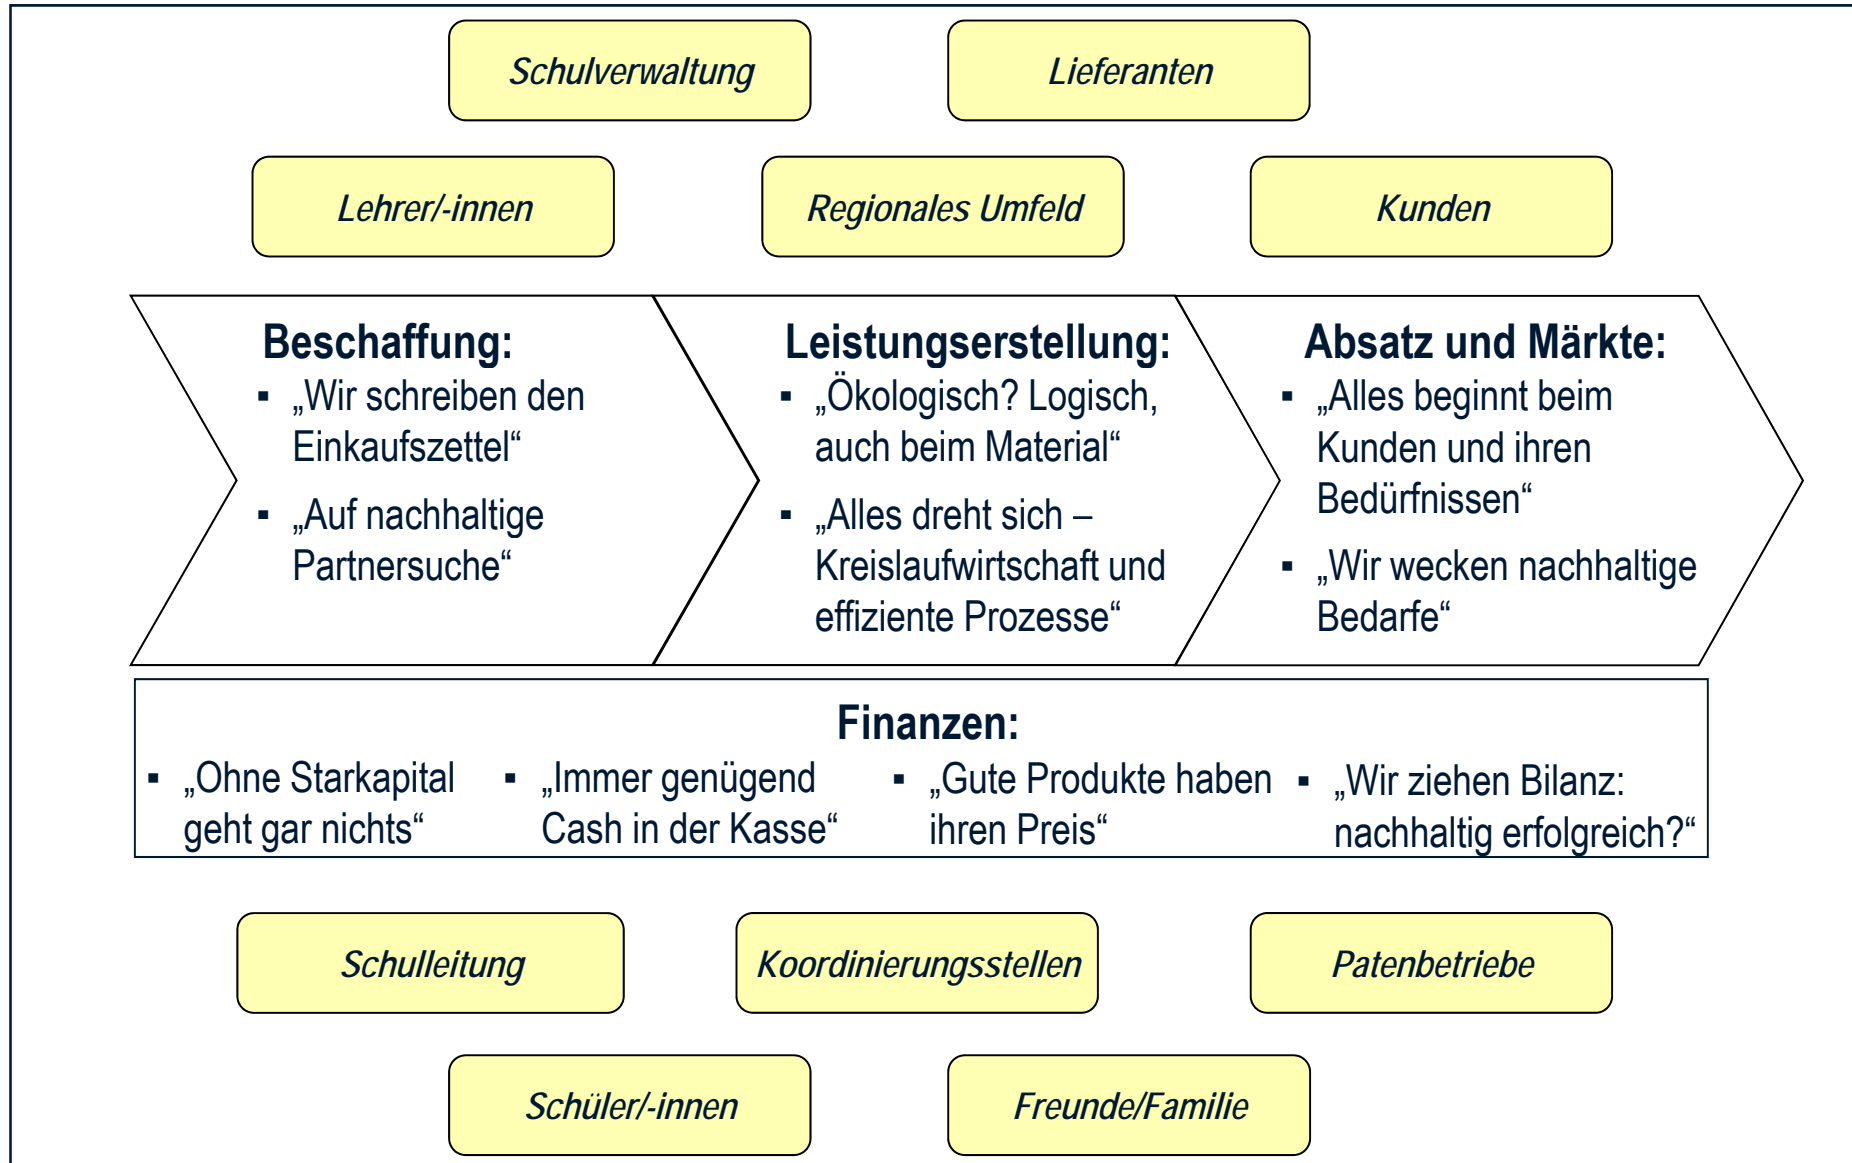 Schulverwaltung
Lieferanten
Lehrer/-innen
Regionales Umfeld
Kunden
Beschaffung:
▪ „Wir schreiben den
Einkaufszettel“
▪ „Auf nachhaltige
Partnersuche“
Leistungserstellung:
▪ „Ökologisch? Logisch,
auch beim Material“
▪ „Alles dreht sich –
Kreislaufwirtschaft und
effiziente Prozesse“
Absatz und Märkte:
▪ „Alles beginnt beim
Kunden und ihren
Bedürfnissen“
▪ „Wir wecken nachhaltige
Bedarfe“
Finanzen:
▪ „Ohne Starkapital
geht gar nichts“
▪ „Immer genügend
Cash in der Kasse“
▪ „Gute Produkte haben
ihren Preis“
▪ „Wir ziehen Bilanz:
nachhaltig erfolgreich?“
Schulleitung
Koordinierungsstellen
Patenbetriebe
Schüler/-innen
Freunde/Familie